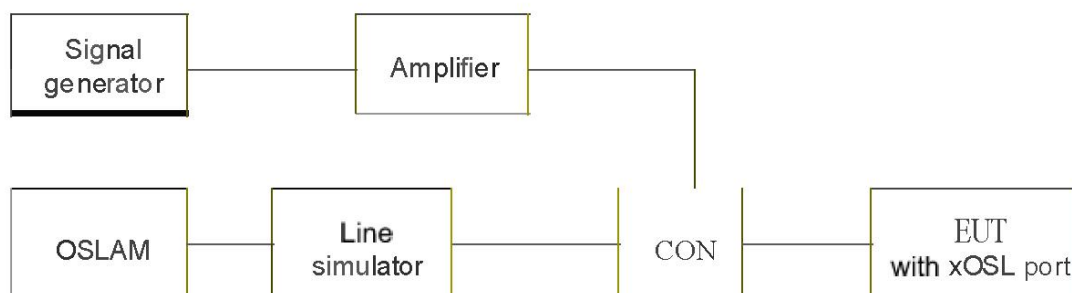 Signal
generator
Amplifier
OSLAM
Line
simulator
CON
EUT
with xOSL port